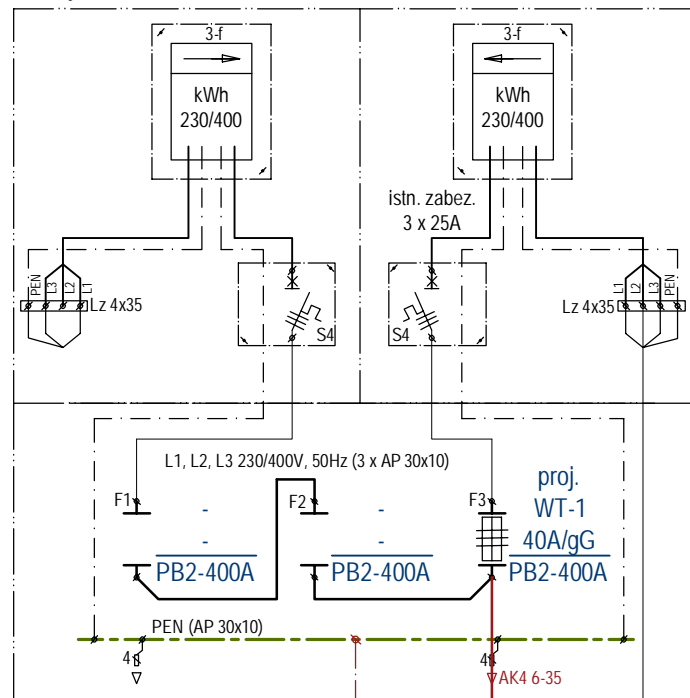 3-f
3-f
kWh
230/400
kWh
230/400
istn. zabez.
3 x 25A
PEN
L3
L2
L1
Lz 4x35
S4
S4
L1
L2
L3
PEN
Lz 4x35
L1, L2, L3 230/400V, 50Hz (3 x AP 30x10)
F1
-
-
PB2-400A
F2
-
-
PB2-400A
F3
proj.
WT-1
40A/gG
PB2-400A
PEN (AP 30x10)
4
4
AK4 6-35